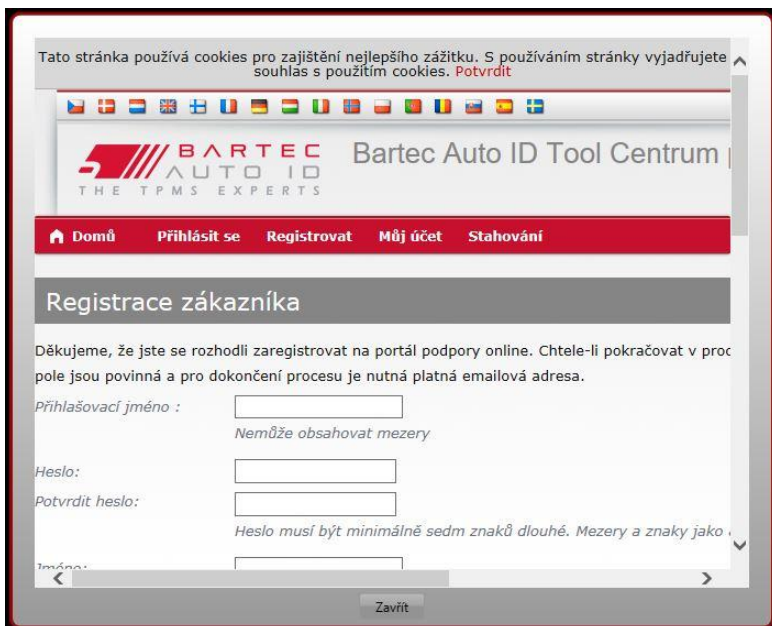 Tato stránka používá cookies pro zajištění nejlepšího zážitku. S používáním stránky vyjadřujete
souhlas s použitím cookies. Potvrdit
BARTEC
AUTO ID
THE TPMS EXPERTS
Bartec Auto ID Tool Centrum
Domů Přihlásit se Registrovat Můj účet Stahování
Registrace zákazníka
Děkujeme, že jste se rozhodli zaregistrovat na portál podpory online. Chtele-li pokračovat v proc
pole jsou povinná a pro dokončení procesu je nutná platná emailová adresa.
Přihlašovací jméno :
Nemůže obsahovat mezery
Heslo:
Potvrdit heslo:
Heslo musí být minimálně sedm znaků dlouhé. Mezery a znaky jako
Jméno:
Zavřít